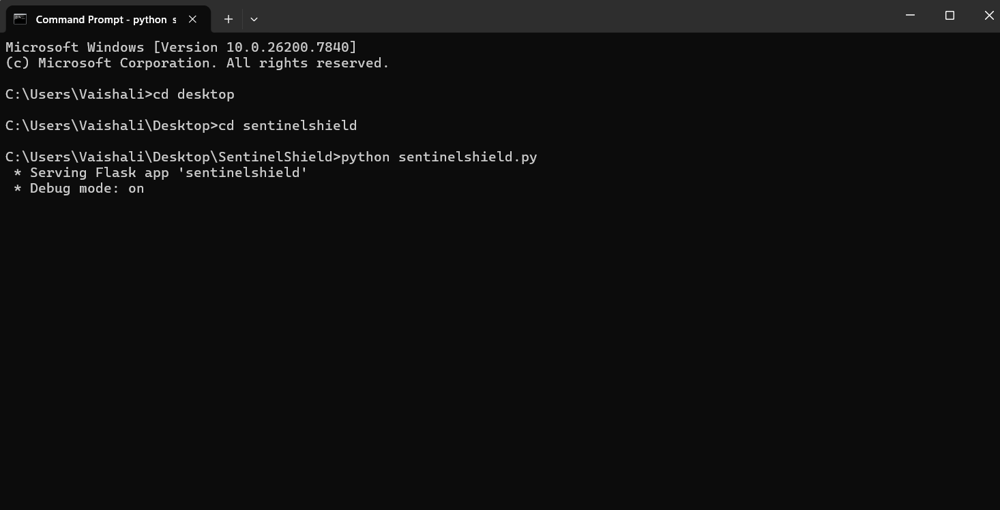 Command Prompt - python s
Microsoft Windows [Version 10.0.26200.7840]
(c) Microsoft Corporation. All rights reserved.
C:\Users\Vaishali>cd desktop
C:\Users\Vaishali\Desktop>cd sentinelshield
C:\Users\Vaishali\Desktop\SentinelShield>python sentinelshield.py
 * Serving Flask app 'sentinelshield'
 * Debug mode: on